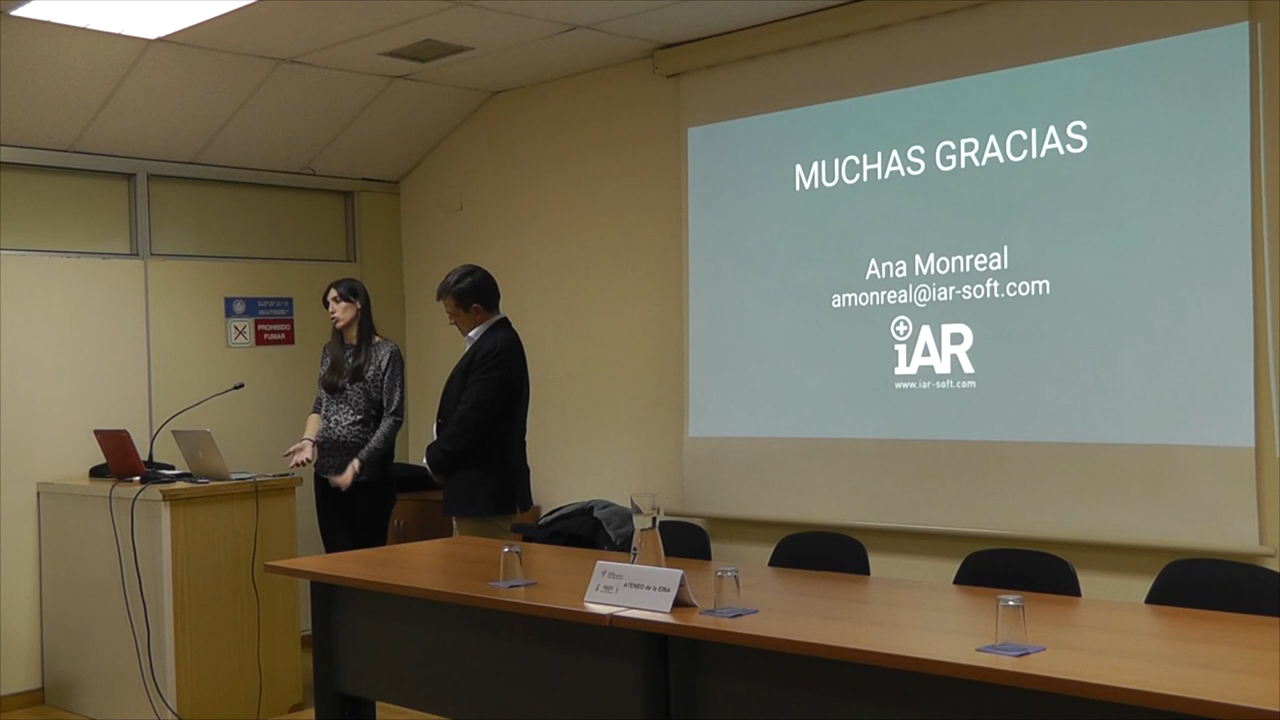 MUCHAS GRACIAS
Ana Monreal
amonreal@iar-soft.com
iAR
www.iar-soft.com
PROHIBIDO
FUMAR
ATENEO de la EINA